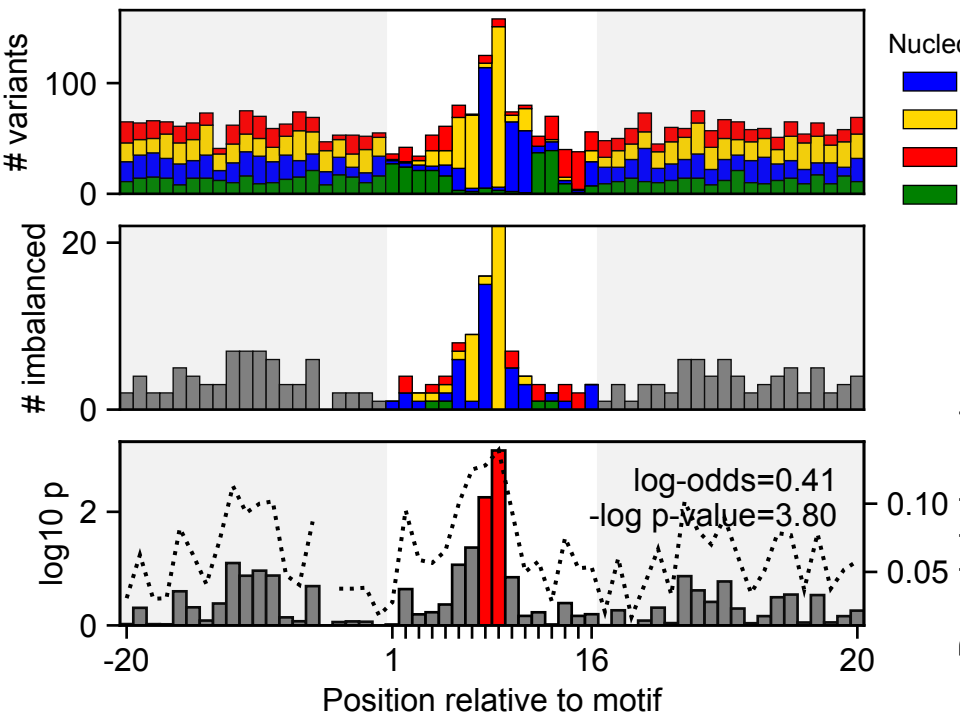 # variants
100
0
Nucleo
# imbalanced
20
0
log10 p
2
0
log-odds=0.41
-log p-value=3.80
0.10
0.05
-20
1
16
20
Position relative to motif